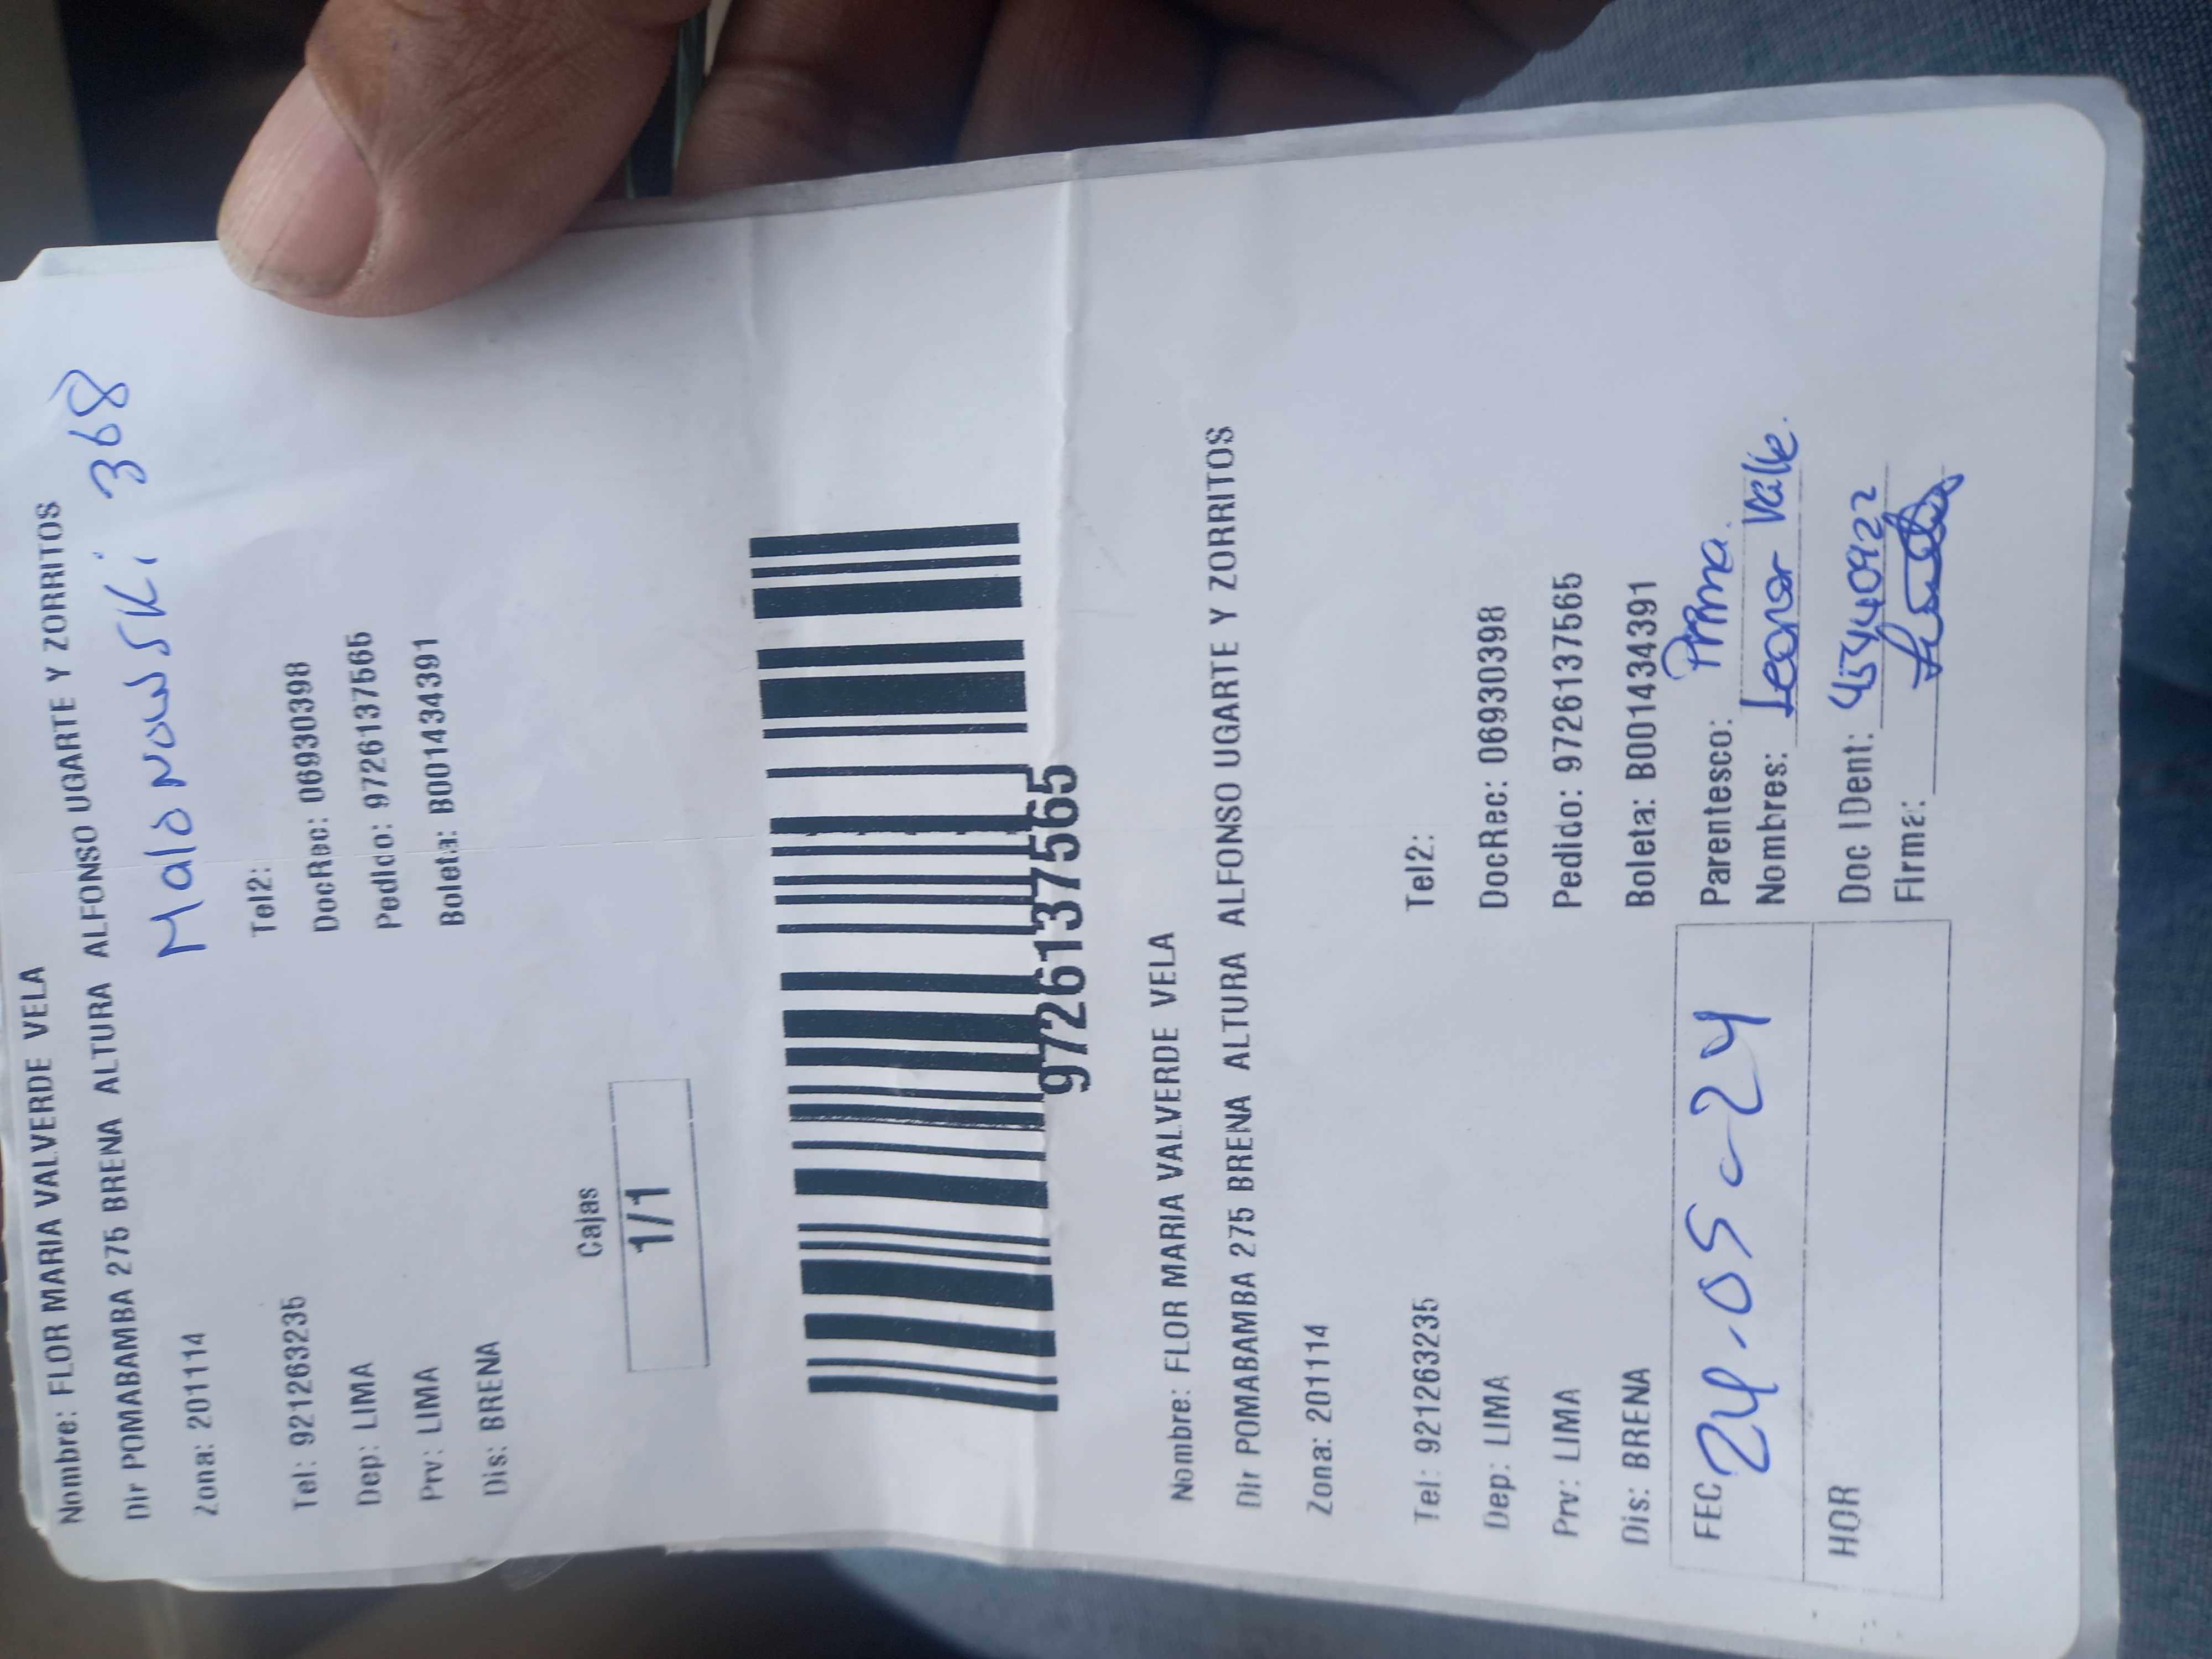 Nombre: FLOR MARIA VALVERDE VELA
Dir POMABAMBA 275 BRENA ALTURA ALFONSO UGARTE Y ZORRITOS
Malo Nowski 368
Zona: 201114
Tel: 921263235 Tel2:
Dep: LIMA DocRec: 06930398
Prv: LIMA Pedido: 9726137565
Dis: BRENA Boleta: B001434391
Cajas
1/1
9726137565
Nombre: FLOR MARIA VALVERDE VELA
Dir POMABAMBA 275 BRENA ALTURA ALFONSO UGARTE Y ZORRITOS
Zona: 201114
Tel: 921263235 Tel2:
Dep: LIMA DocRec: 06930398
Prv: LIMA Pedido: 9726137565
Dis: BRENA Boleta: B001434391
FEC 24.05-24 Parentesco: Prima.
Nombres: Leonor Valle.
HOR Doc IDent: 45440922
Firma: